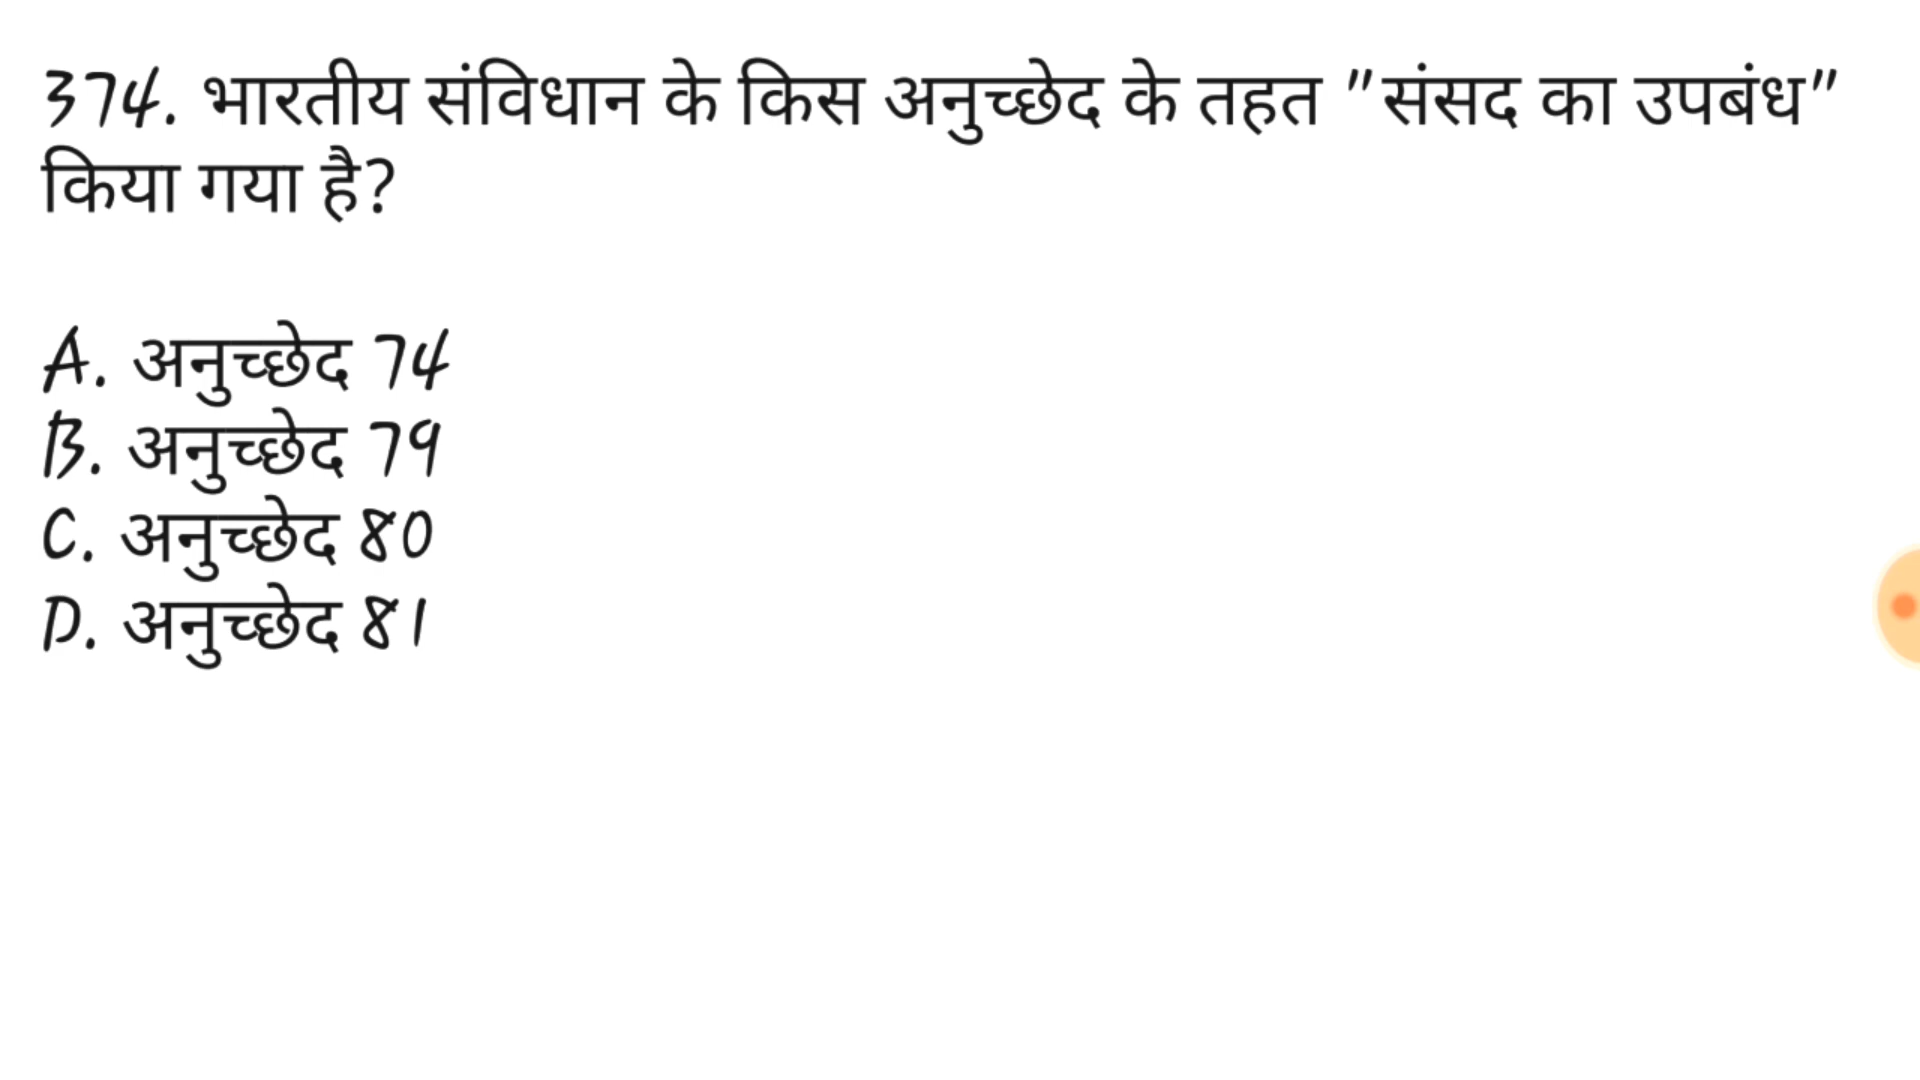 374. भारतीय संविधान के किस अनुच्छेद के तहत "संसद का उपबंध"
किया गया है?
A. अनुच्छेद 74
B. अनुच्छेद 79
C. अनुच्छेद 80
D. अनुच्छेद 81